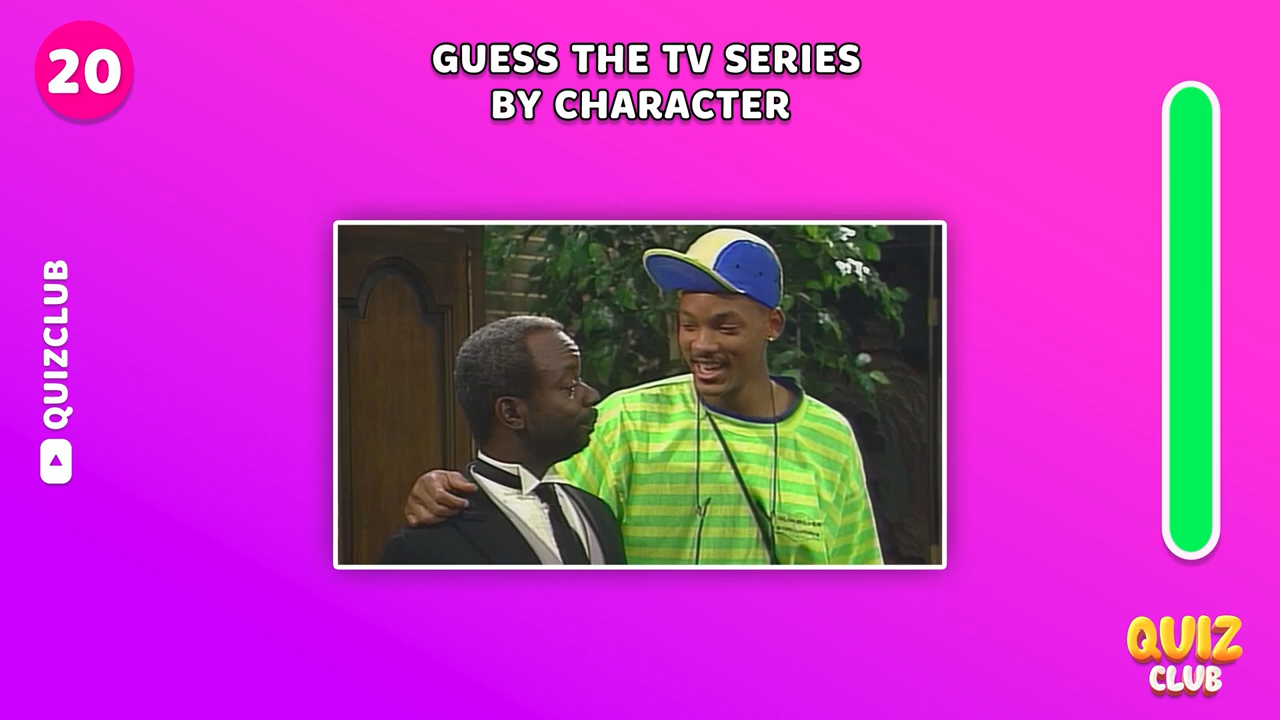 20
GUESS THE TV SERIES
BY CHARACTER
QUIZCLUB
QUIZ
CLUB